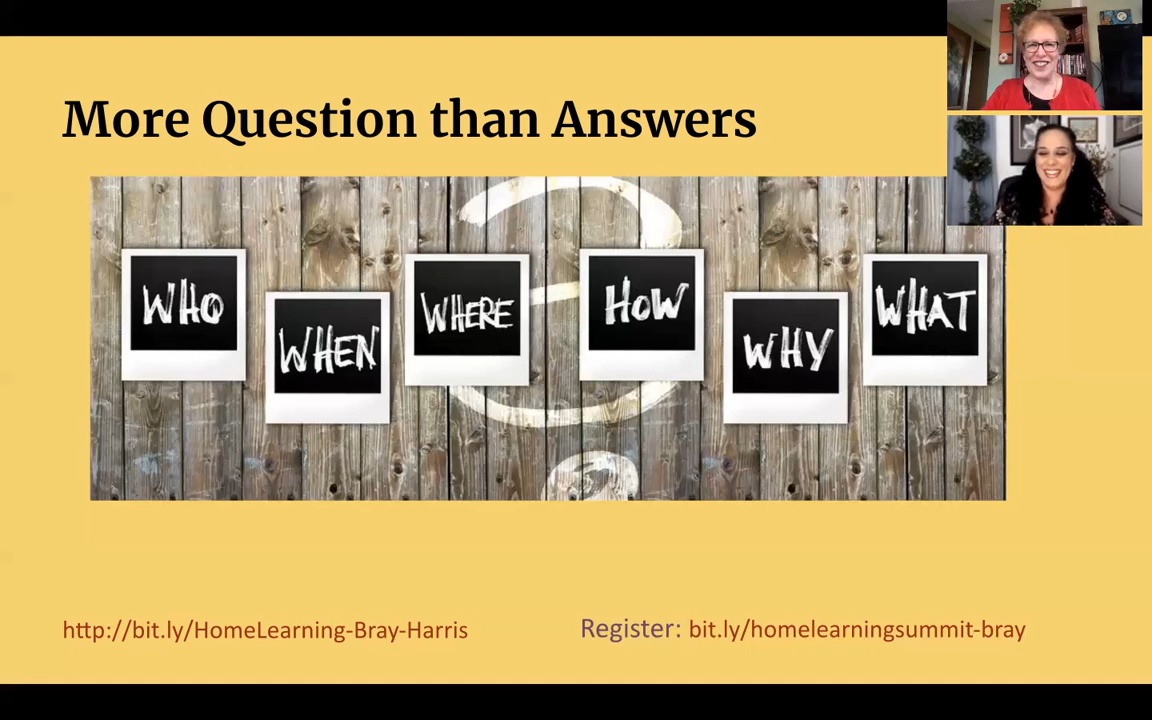 More Question than Answers
WHO
WHEN
WHERE
HOW
WHY
WHAT
http://bit.ly/HomeLearning-Bray-Harris
Register: bit.ly/homelearningsummit-bray